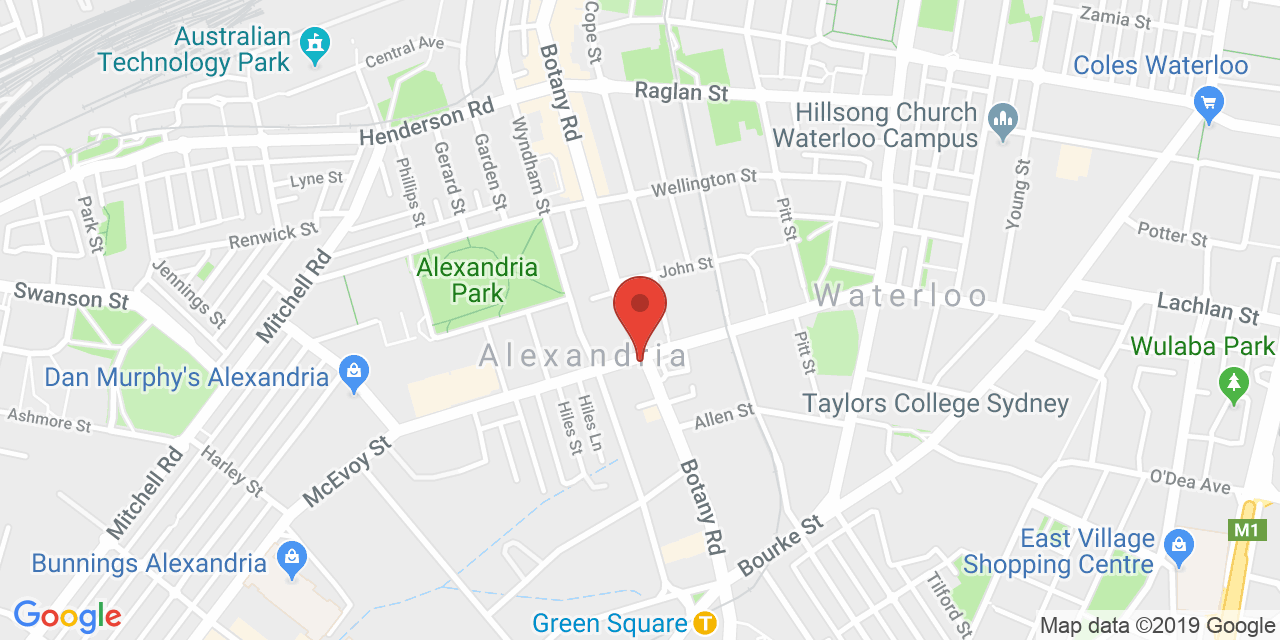 Zamia St
Cope St
Australian
Technology Park
Central Ave
Botany Rd
Coles Waterloo
Raglan St
Hillsong Church
Waterloo Campus
Henderson Rd
Wyndham St
Garden St
Gerard St
Phillips St
Lyne St
Wellington St
Young St
Park St
Pitt St
Renwick St
Potter St
Jennings St
Mitchell Rd
Alexandria
Park
John St
Swanson St
Waterloo
Lachlan St
Pitt St
Wulaba Park
Alexandria
Dan Murphy's Alexandria
Taylors College Sydney
Ashmore St
Hiles St
Hiles Ln
Allen St
McEvoy St
Harley St
Mitchell Rd
Botany Rd
O'Dea Ave
Bourke St
M1
East Village
Shopping Centre
Bunnings Alexandria
Tilford St
Google
Green Square
T
Map data ©2019 Google